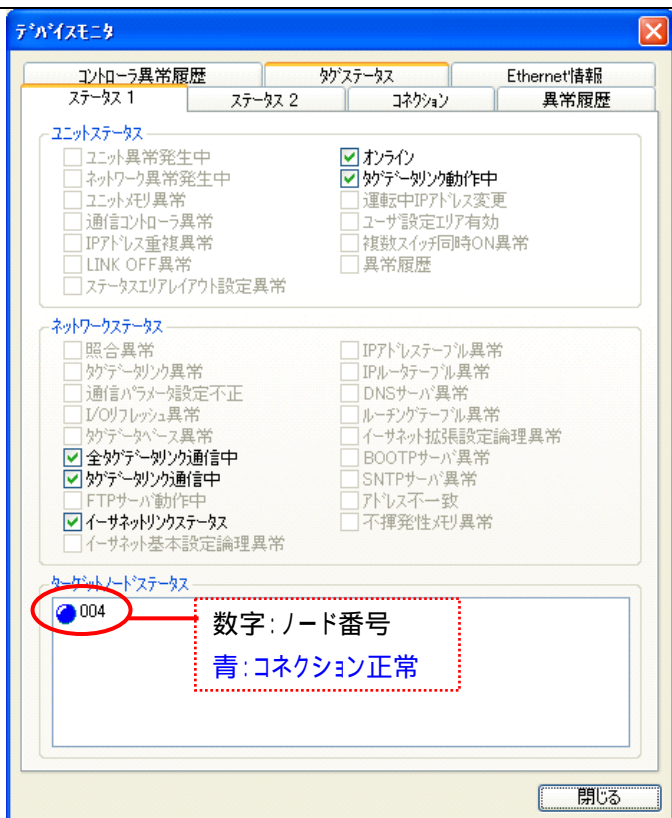 デバイスモニタ
コントローラ異常履歴 タグステータス Ethernet情報
ステータス 1 ステータス 2 コネクション 異常履歴
ユニットステータス
ユニット異常発生中 オンライン
ネットワーク異常発生中 タグデータリンク動作中
ユニットメモリ異常 運転中IPアドレス変更
通信コントローラ異常 ユーザ設定エリア有効
IPアドレス重複異常 複数スイッチ同時ON異常
LINK OFF異常 異常履歴
ステータスエリアレイアウト設定異常
ネットワークステータス
照合異常 IPアドレステーブル異常
タグデータリンク異常 IPルータテーブル異常
通信パラメータ設定不正 DNSサーバ異常
I/Oリフレッシュ異常 ルーチングテーブル異常
タグデータベース異常 イーサネット拡張設定論理異常
全タグデータリンク通信中 BOOTPサーバ異常
タグデータリンク通信中 SNTPサーバ異常
FTPサーバ動作中 アドレス不一致
イーサネットリンクステータス 不揮発性メモリ異常
イーサネット基本設定論理異常
ターゲットノードステータス
004
数字:ノード番号
青:コネクション正常
閉じる